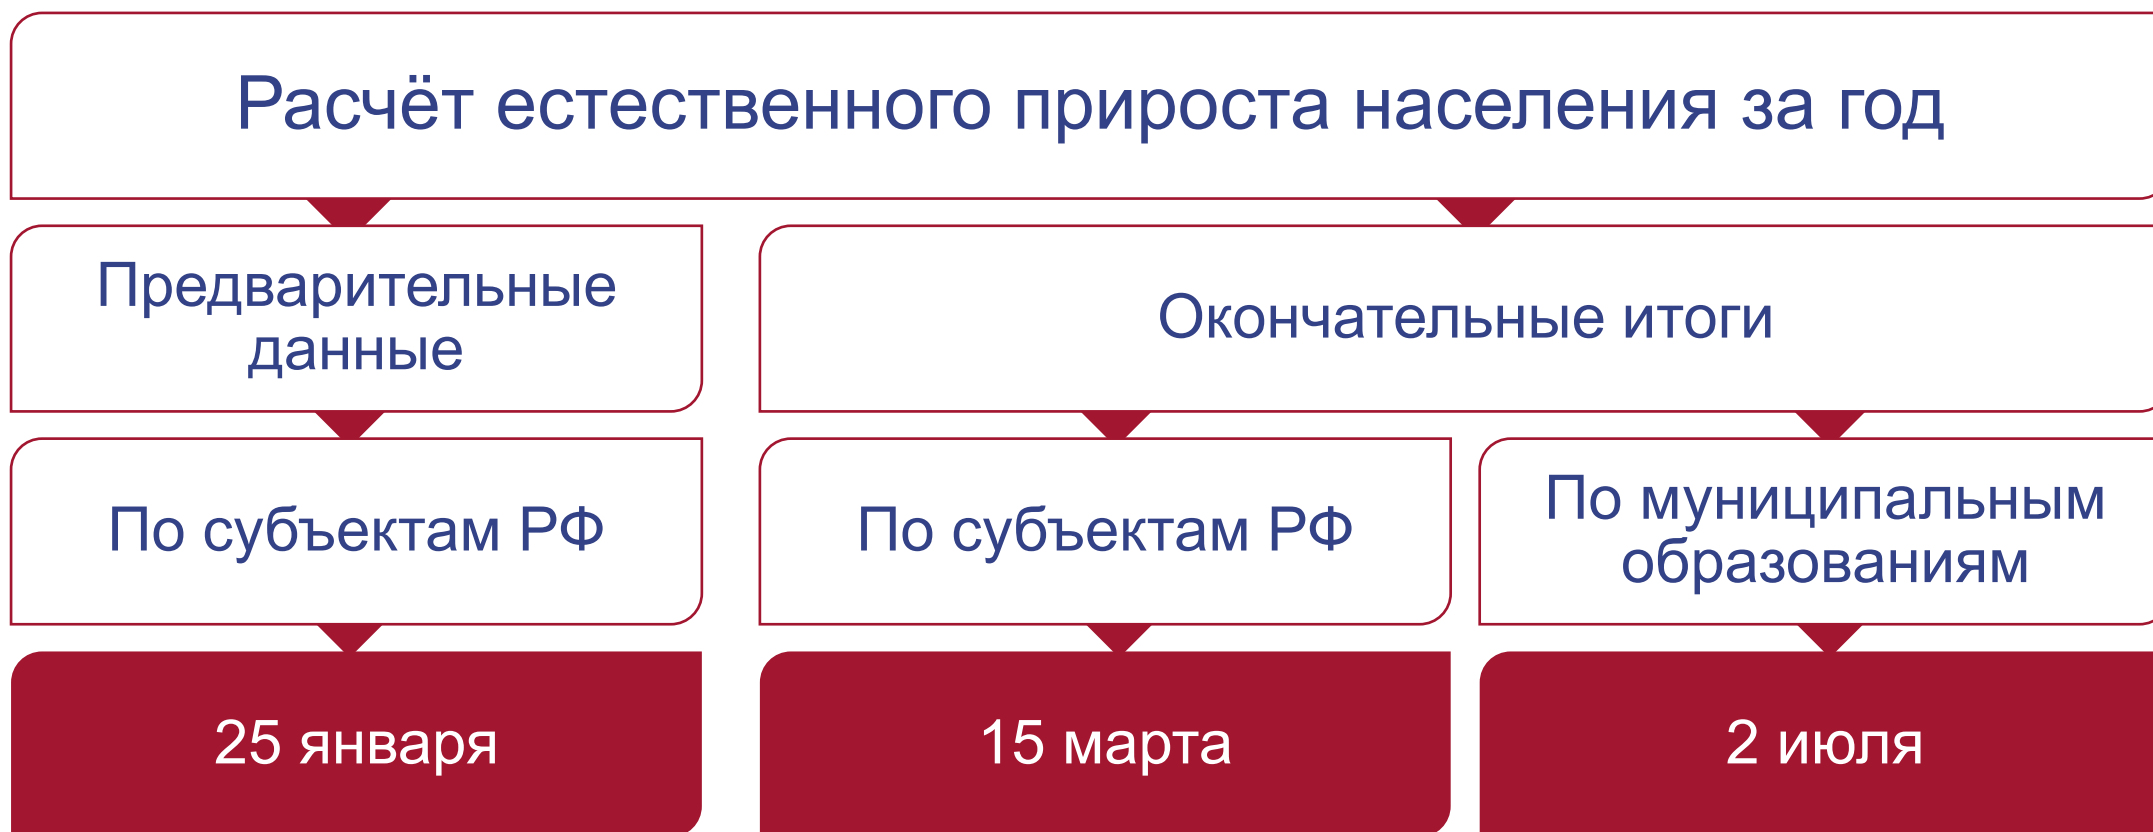 Расчёт естественного прироста населения за год
Предварительные
данные
Окончательные итоги
По субъектам РФ
По субъектам РФ
По муниципальным
образованиям
25 января
15 марта
2 июля